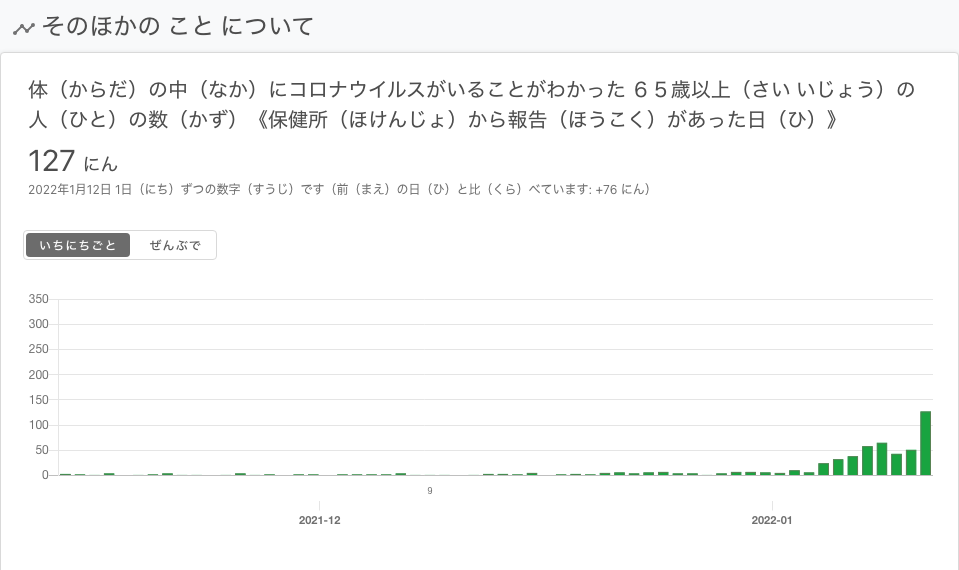 そのほかの こと について
体（からだ）の中（なか）にコロナウイルスがいることがわかった ６５歳以上（さい いじょう）の
人（ひと）の数（かず）《保健所（ほけんじょ）から報告（ほうこく）があった日（ひ）》
127 にん
2022年1月12日 1日（にち）ずつの数字（すうじ）です（前（まえ）の日（ひ）と比（くら）べています: +76 にん）
いちにちごと ぜんぶで
350
300
250
200
150
100
50
0
9
2021-12 2022-01